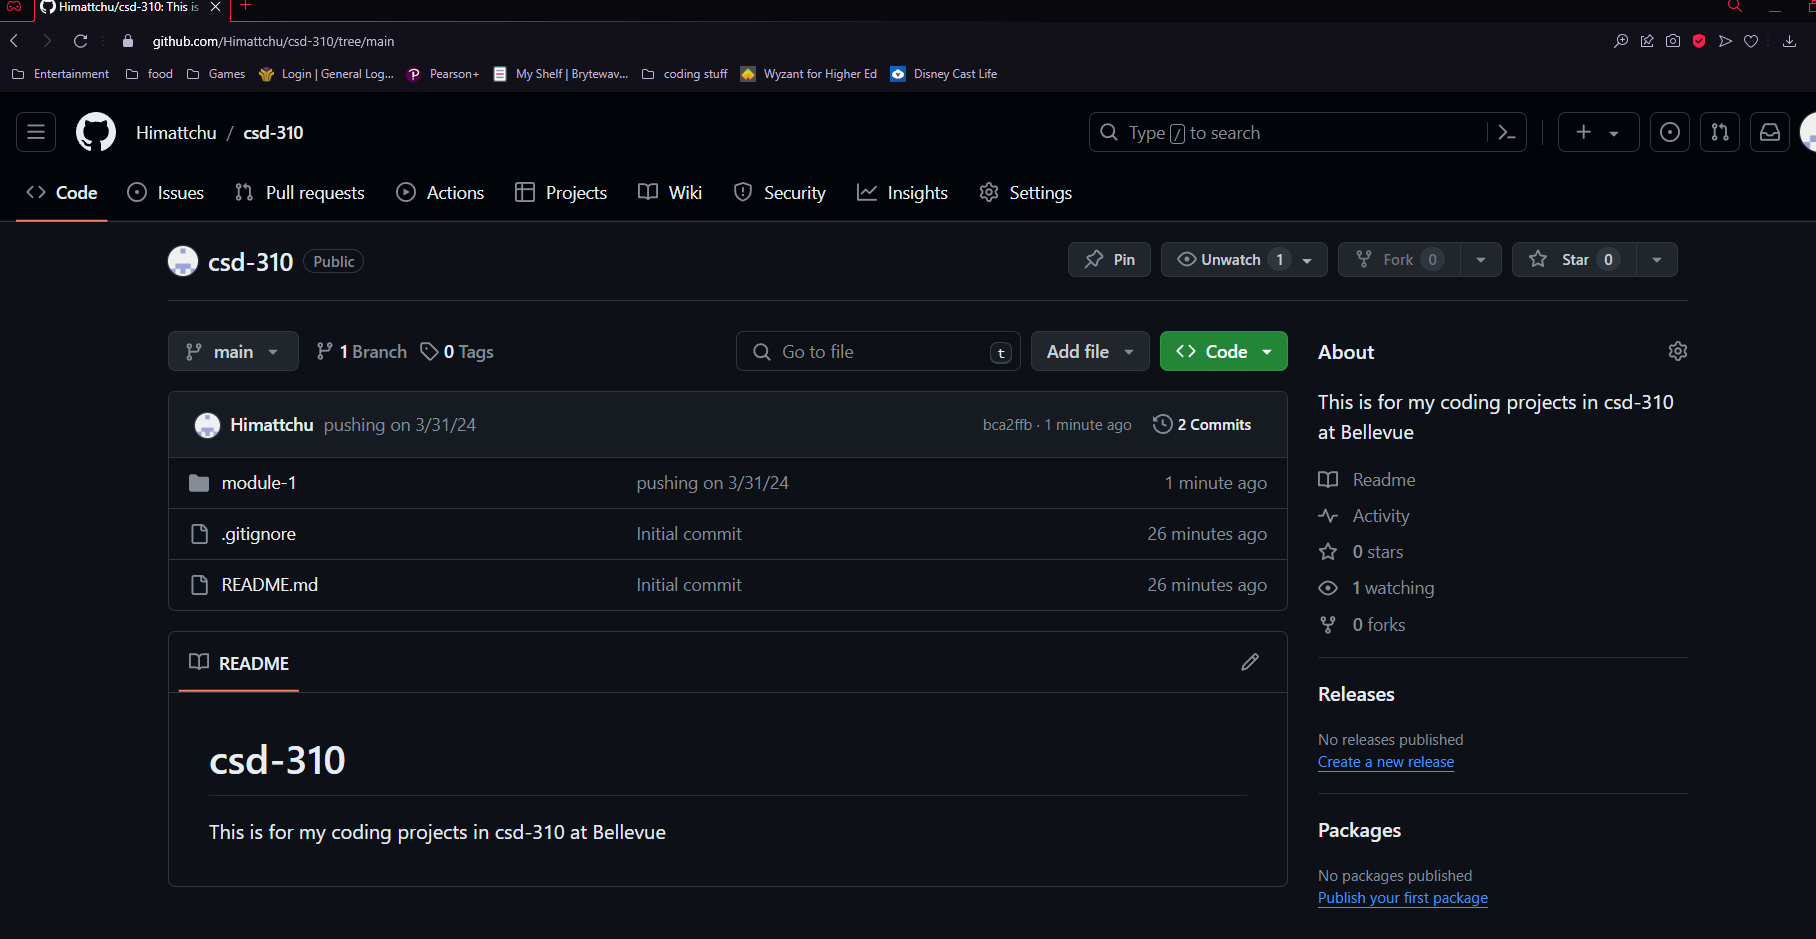 Himattchu/csd-310: This is
github.com/Himattchu/csd-310/tree/main
Entertainment food Games Login | General Log... Pearson+ My Shelf | Brytewav... coding stuff Wyzant for Higher Ed Disney Cast Life
Himattchu / csd-310 Type / to search
Code Issues Pull requests Actions Projects Wiki Security Insights Settings
csd-310 Public Pin Unwatch 1 Fork 0 Star 0
main 1 Branch 0 Tags Go to file t Add file Code About
This is for my coding projects in csd-310
at Bellevue
Himattchu pushing on 3/31/24 bca2ffb · 1 minute ago 2 Commits
module-1 pushing on 3/31/24 1 minute ago
.gitignore Initial commit 26 minutes ago
README.md Initial commit 26 minutes ago
Readme
Activity
0 stars
1 watching
0 forks
README
csd-310
This is for my coding projects in csd-310 at Bellevue
Releases
No releases published
Create a new release
Packages
No packages published
Publish your first package